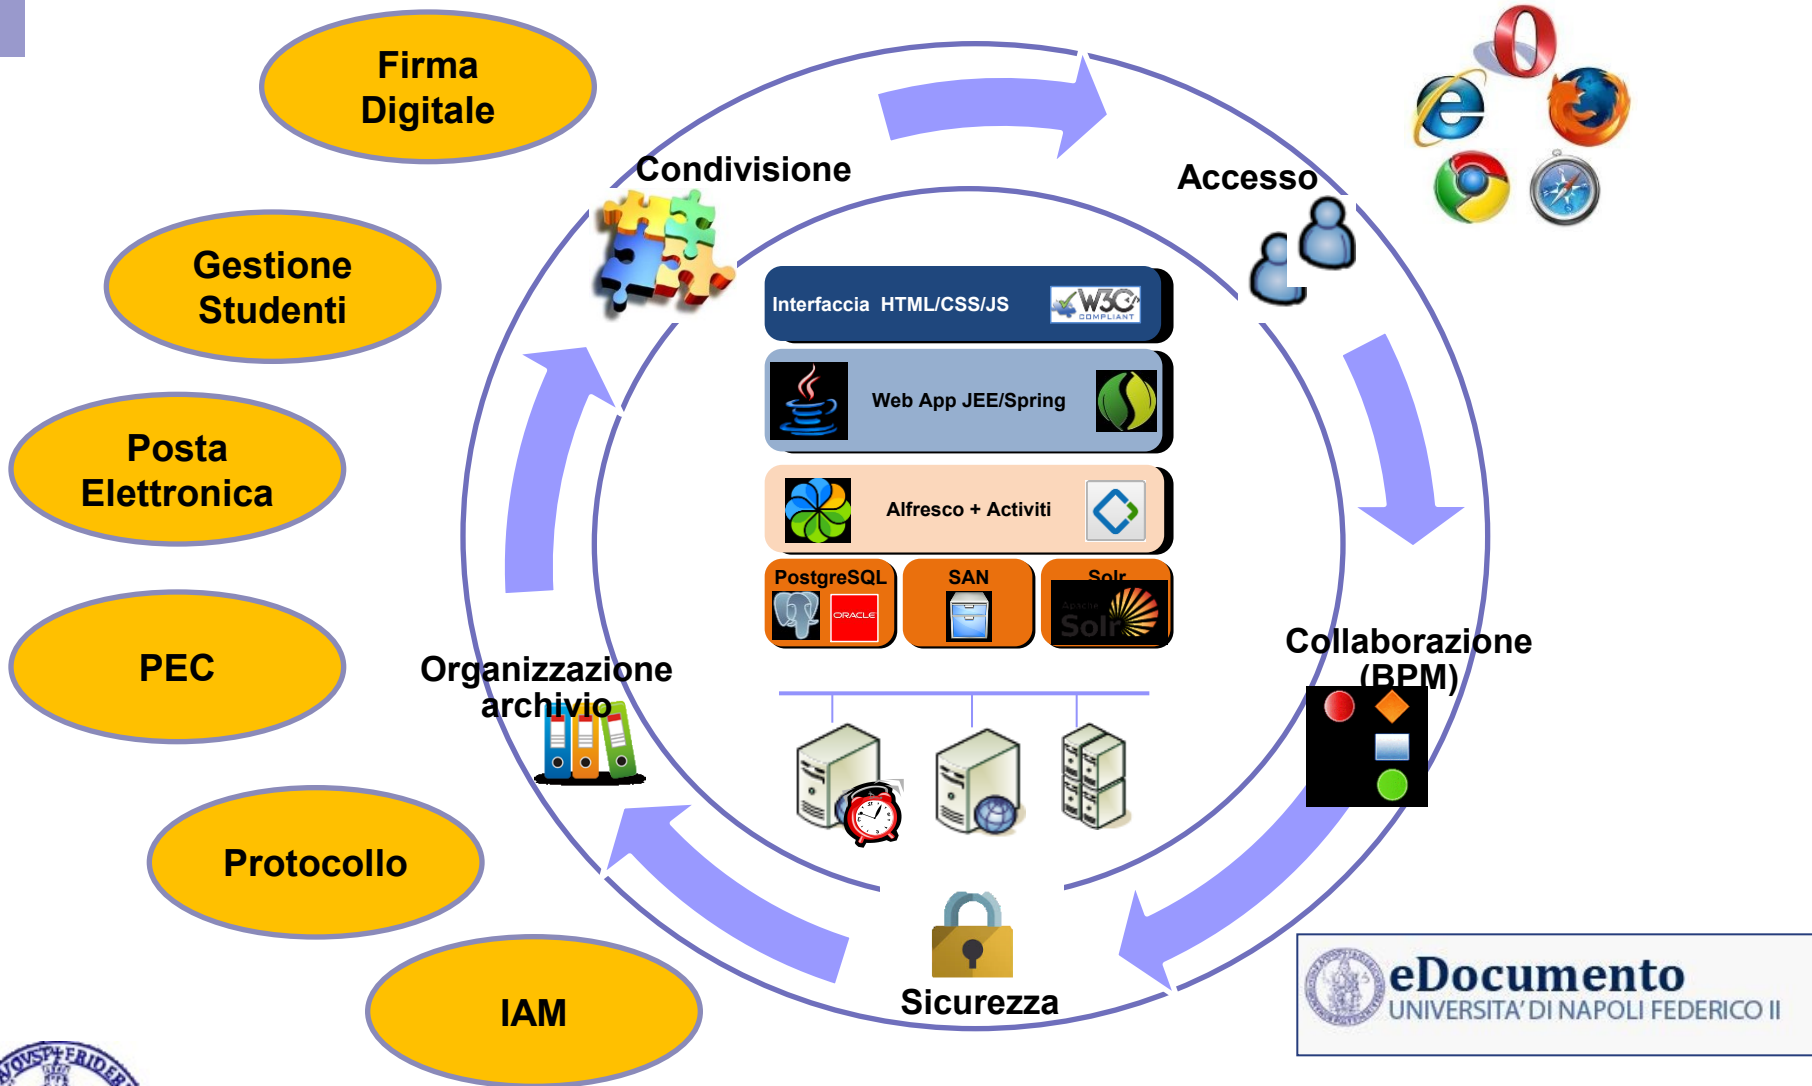 Firma
Digitale
Gestione
Studenti
Posta
Elettronica
PEC
Protocollo
IAM
Condivisione
Accesso
Interfaccia HTML/CSS/JS
W3C
COMPLIANT
Web App JEE/Spring
Alfresco + Activiti
PostgreSQL
ORACLE
SAN
Solr
Apache
Solr
Collaborazione
(BPM)
Organizzazione
archivio
Sicurezza
eDocumento
UNIVERSITA' DI NAPOLI FEDERICO II